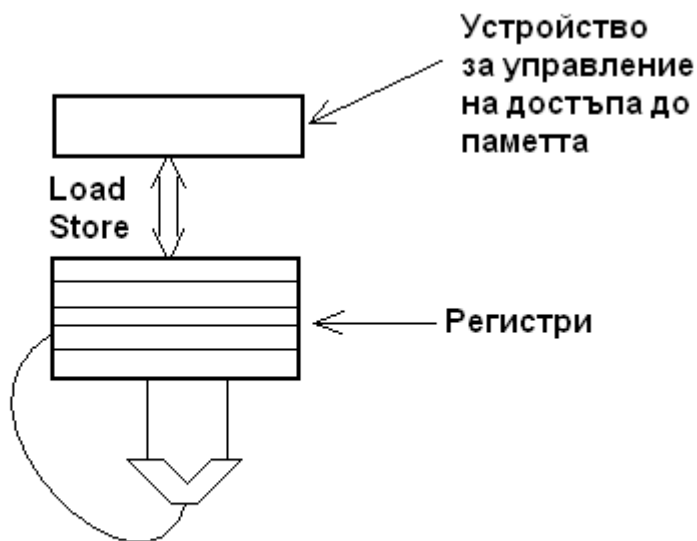 Устройство
за управление
на достъпа до
паметта
Load
Store
Регистри